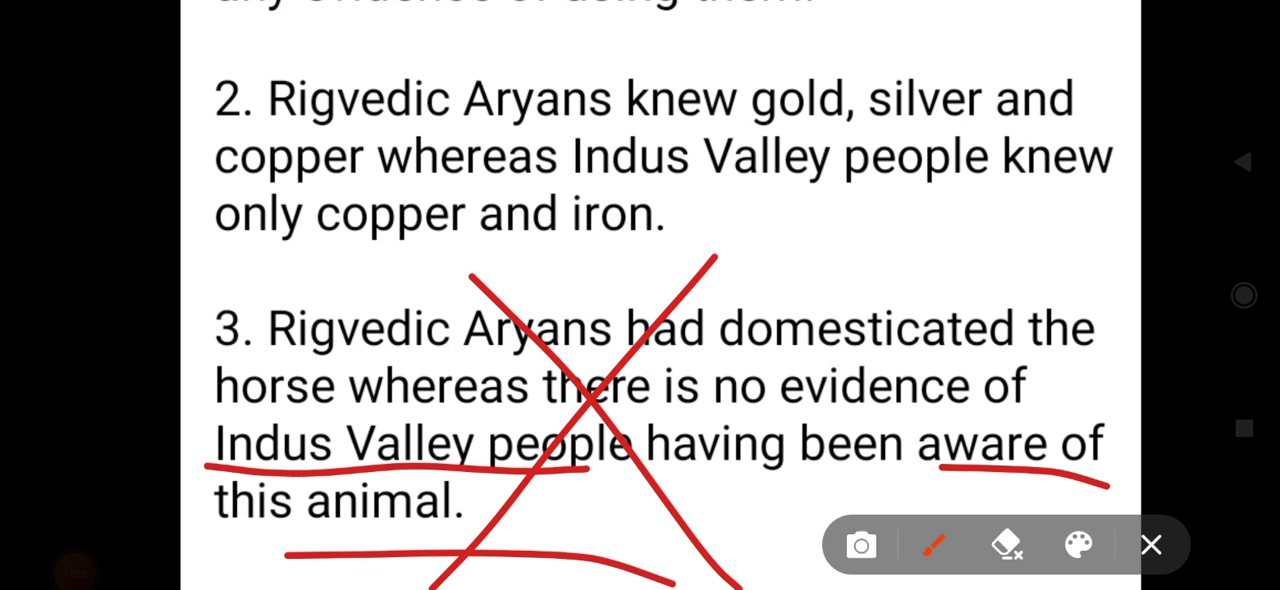 2. Rigvedic Aryans knew gold, silver and
copper whereas Indus Valley people knew
only copper and iron.
3. Rigvedic Aryans had domesticated the
horse whereas there is no evidence of
Indus Valley people having been aware of
this animal.